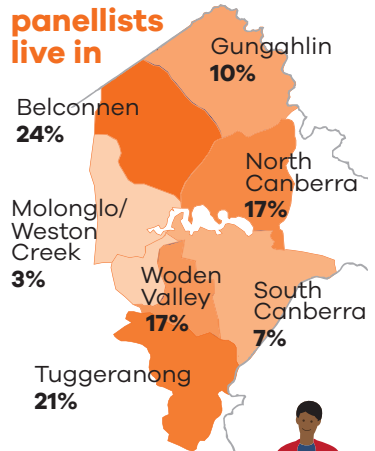 panellists
live in
Gungahlin
10%
Belconnen
24%
North
Canberra
17%
Molonglo/
Weston
Creek
3%
Woden
Valley
17%
South
Canberra
7%
Tuggeranong
21%